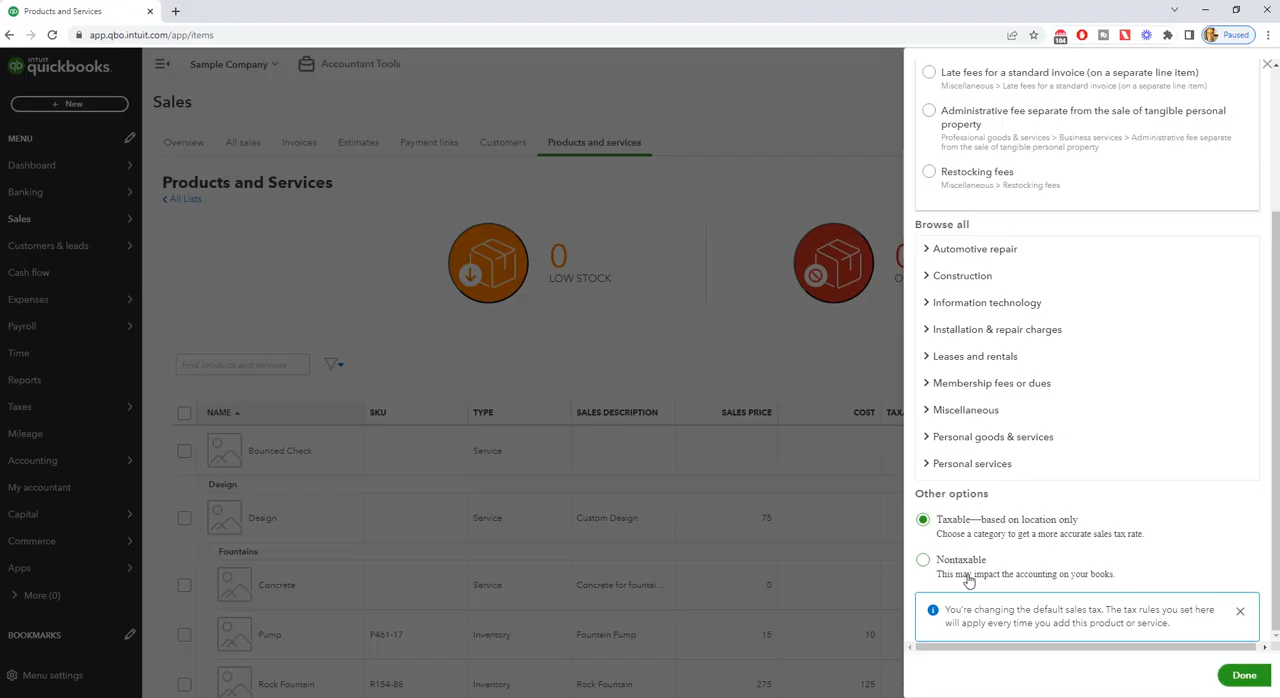 Products and Services
app.qbo.intuit.com/app/items
104
Paused
INTUIT
quickbooks.
Sample Company
Accountant Tools
+ New
Sales
MENU
Dashboard
Banking
Sales
Customers & leads
Cash flow
Expenses
Payroll
Time
Reports
Taxes
Mileage
Accounting
My accountant
Capital
Commerce
Apps
More (0)
BOOKMARKS
Menu settings
Overview
All sales
Invoices
Estimates
Payment links
Customers
Products and services
Products and Services
All Lists
0
LOW STOCK
Find products and services
NAME
SKU
TYPE
SALES DESCRIPTION
SALES PRICE
COST
Bounced Check
Service
Design
Design
Service
Custom Design
75
Fountains
Concrete
Service
Concrete for fountai...
0
Pump
P461-17
Inventory
Fountain Pump
15
10
Rock Fountain
R154-88
Inventory
Rock Fountain
275
125
Late fees for a standard invoice (on a separate line item)
Miscellaneous > Late fees for a standard invoice (on a separate line item)
Administrative fee separate from the sale of tangible personal
property
Professional goods & services > Business services > Administrative fee separate
from the sale of tangible personal property
Restocking fees
Miscellaneous > Restocking fees
Browse all
Automotive repair
Construction
Information technology
Installation & repair charges
Leases and rentals
Membership fees or dues
Miscellaneous
Personal goods & services
Personal services
Other options
Taxable—based on location only
Choose a category to get a more accurate sales tax rate.
Nontaxable
This may impact the accounting on your books.
You're changing the default sales tax. The tax rules you set here
will apply every time you add this product or service.
Done